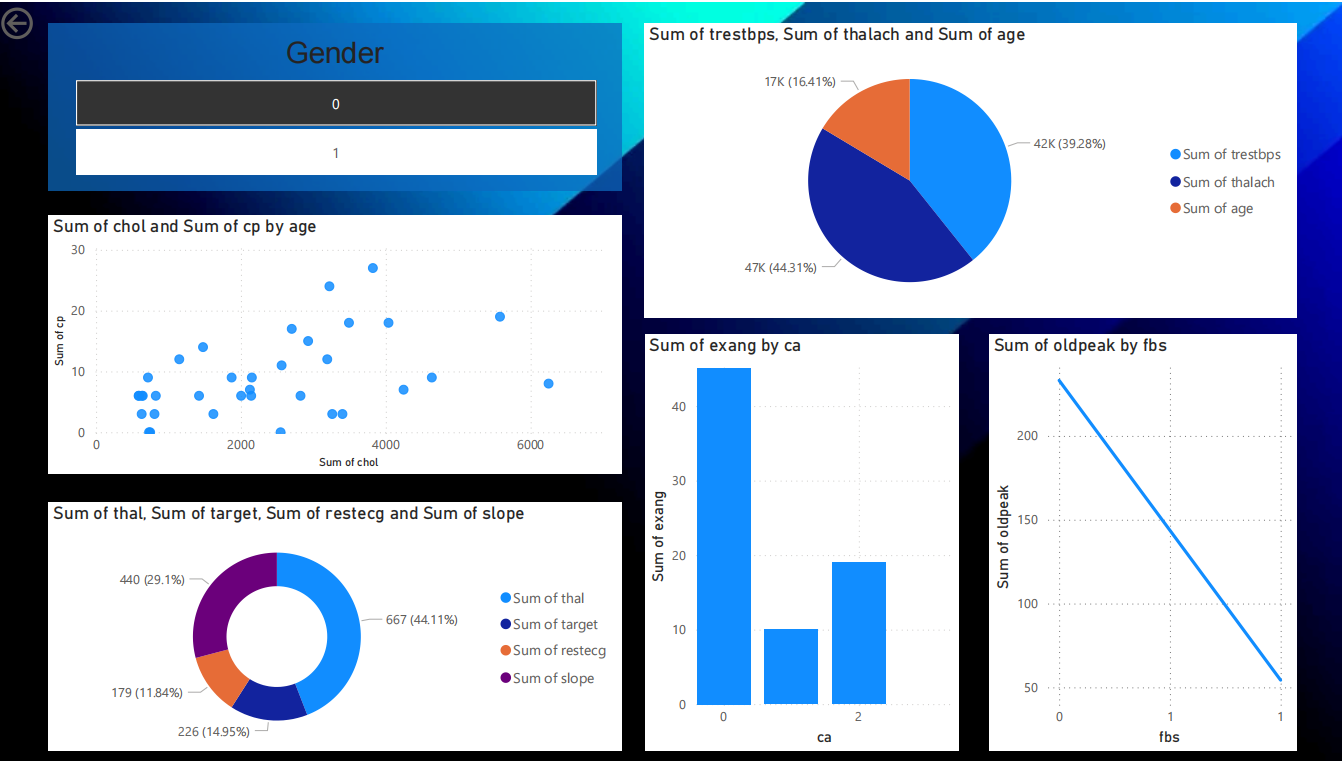 Gender
0
1
Sum of trestbps, Sum of thalach and Sum of age
17K (16.41%)
42K (39.28%)
47K (44.31%)
Sum of trestbps
Sum of thalach
Sum of age
Sum of chol and Sum of cp by age
30
20
10
0
Sum of cp
0 2000 4000 6000
Sum of chol
Sum of thal, Sum of target, Sum of restecg and Sum of slope
440 (29.1%)
667 (44.11%)
179 (11.84%)
226 (14.95%)
Sum of thal
Sum of target
Sum of restecg
Sum of slope
Sum of exang by ca
40
30
20
10
0
Sum of exang
0 2
ca
Sum of oldpeak by fbs
200
150
100
50
Sum of oldpeak
0 1 1
fbs